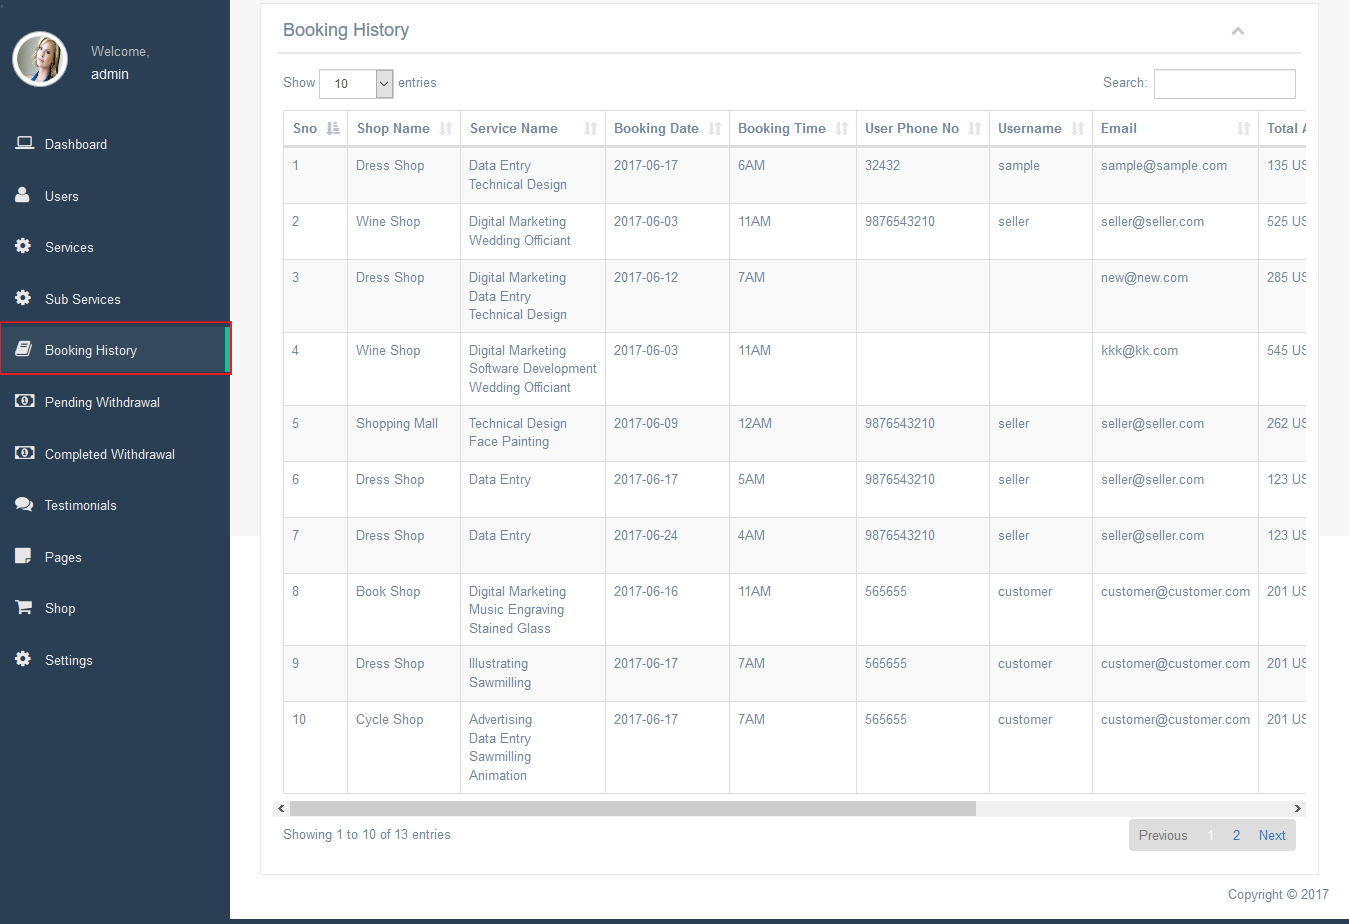 Welcome,
admin
Dashboard
Users
Services
Sub Services
Booking History
Pending Withdrawal
Completed Withdrawal
Testimonials
Pages
Shop
Settings
Booking History
Show 10 entries Search:
Sno Shop Name Service Name Booking Date Booking Time User Phone No Username Email Total A
1 Dress Shop Data Entry 2017-06-17 6AM 32432 sample sample@sample.com 135 US
Technical Design
2 Wine Shop Digital Marketing 2017-06-03 11AM 9876543210 seller seller@seller.com 525 US
Wedding Officiant
3 Dress Shop Digital Marketing 2017-06-12 7AM new@new.com 285 US
Data Entry
Technical Design
4 Wine Shop Digital Marketing 2017-06-03 11AM kkk@kk.com 545 US
Software Development
Wedding Officiant
5 Shopping Mall Technical Design 2017-06-09 12AM 9876543210 seller seller@seller.com 262 US
Face Painting
6 Dress Shop Data Entry 2017-06-17 5AM 9876543210 seller seller@seller.com 123 US
7 Dress Shop Data Entry 2017-06-24 4AM 9876543210 seller seller@seller.com 123 US
8 Book Shop Digital Marketing 2017-06-16 11AM 565655 customer customer@customer.com 201 US
Music Engraving
Stained Glass
9 Dress Shop Illustrating 2017-06-17 7AM 565655 customer customer@customer.com 201 US
Sawmilling
10 Cycle Shop Advertising 2017-06-17 7AM 565655 customer customer@customer.com 201 US
Data Entry
Sawmilling
Animation
Showing 1 to 10 of 13 entries Previous 1 2 Next
Copyright © 2017